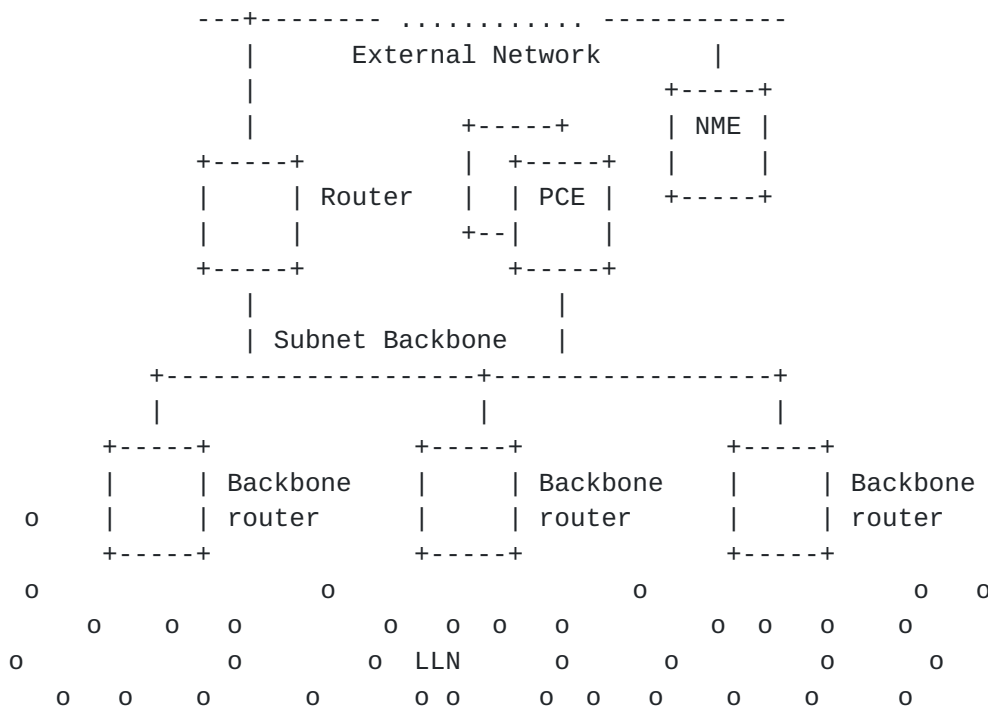 ---+-------- ............ ------------
|      External Network       |
|                          +-----+
|             +-----+      | NME |
+-----+          |  +-----+   |     |
|     | Router   |  | PCE |   +-----+
|     |          +--|     |
+-----+             +-----+
|                   |
| Subnet Backbone   |
+--------------------+------------------+
|                    |                  |
+-----+             +-----+             +-----+
|     | Backbone    |     | Backbone    |     | Backbone
o    |     | router      |     | router      |     | router
+-----+             +-----+             +-----+
o                  o                   o                 o   o
o    o   o         o   o  o   o         o  o   o    o
o             o        o  LLN      o      o         o      o
o   o    o      o      o o     o  o   o    o    o     o